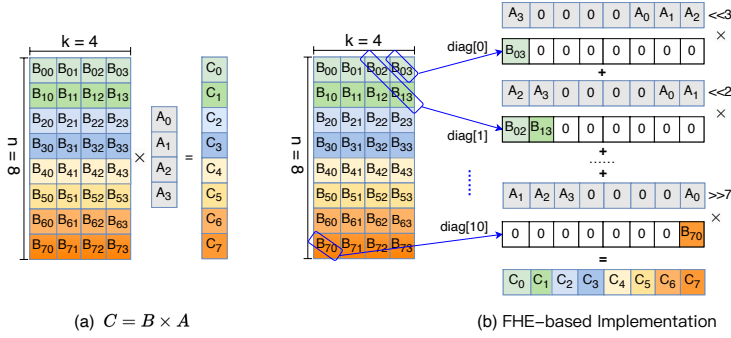 k = 4
n = 8
B00 B01 B02 B03
B10 B11 B12 B13
B20 B21 B22 B23
B30 B31 B32 B33
B40 B41 B42 B43
B50 B51 B52 B53
B60 B61 B62 B63
B70 B71 B72 B73
×
A0
A1
A2
A3
=
C0
C1
C2
C3
C4
C5
C6
C7
(a) C = B × A
k = 4
n = 8
B00 B01 B02 B03
B10 B11 B12 B13
B20 B21 B22 B23
B30 B31 B32 B33
B40 B41 B42 B43
B50 B51 B52 B53
B60 B61 B62 B63
B70 B71 B72 B73
diag[0]
diag[1]
......
diag[10]
A3 0 0 0 0 A0 A1 A2 <<3
×
B03 0 0 0 0 0 0 0
+
A2 A3 0 0 0 0 A0 A1 <<2
×
B02 B13 0 0 0 0 0 0
+
......
+
A1 A2 A3 0 0 0 0 A0 >>7
×
0 0 0 0 0 0 0 B70
=
C0 C1 C2 C3 C4 C5 C6 C7
(b) FHE-based Implementation